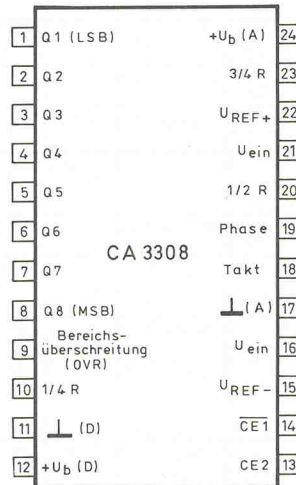 1 Q1 (LSB) +Ub (A) 24
2 Q2 3/4 R 23
3 Q3 UREF+ 22
4 Q4 Uein 21
5 Q5 1/2 R 20
6 Q6 Phase 19
CA 3308
7 Q7 Takt 18
8 Q8 (MSB) ⊥ (A) 17
9 Bereichs-
überschreitung
(OVR)
Uein 16
10 1/4 R UREF- 15
11 ⊥ (D) C̅E̅1̅ 14
12 +Ub (D) CE2 13